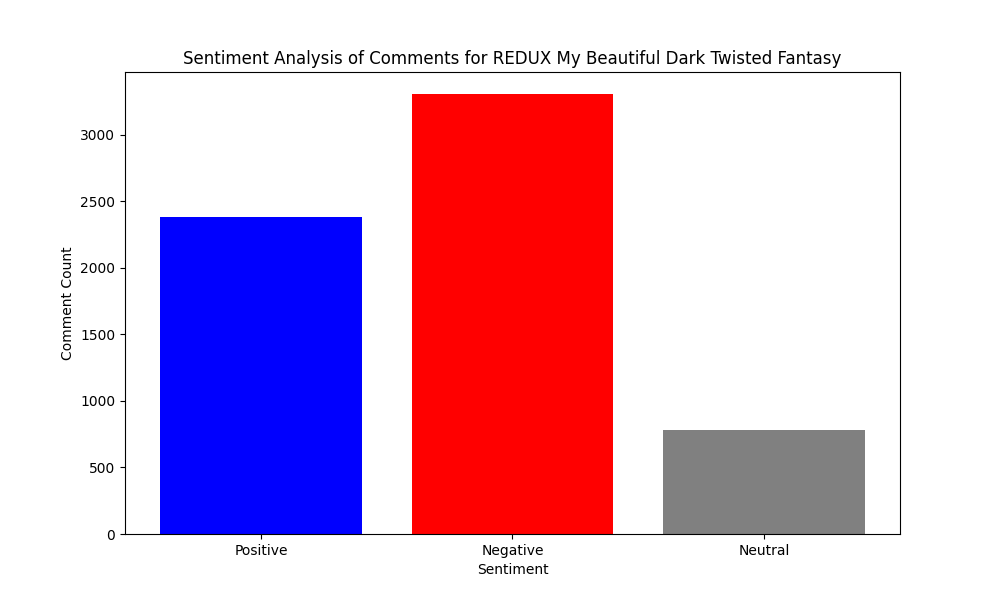 Sentiment Analysis of Comments for REDUX My Beautiful Dark Twisted Fantasy
Comment Count
3000
2500
2000
1500
1000
500
0
Positive
Negative
Neutral
Sentiment